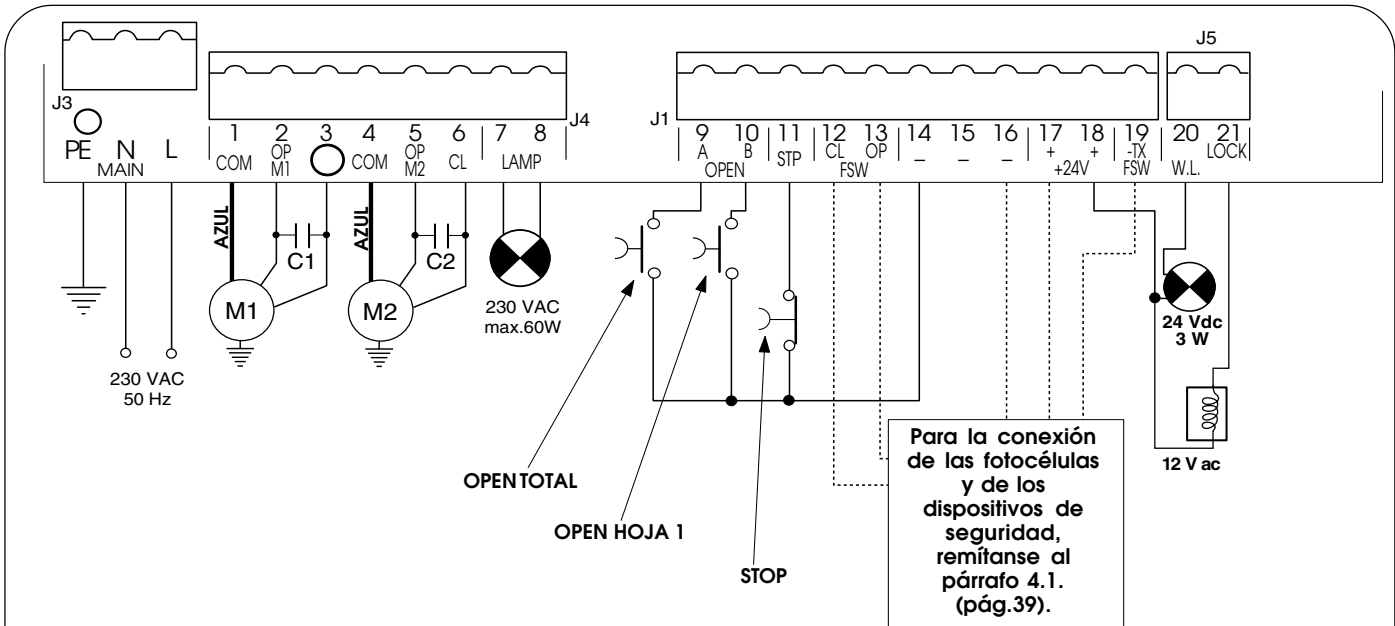 J3
PE N L
MAIN
1 2 3 4 5 6 7 8
COM OP M1 COM OP M2 CL LAMP
J4
J1
9 10 11 12 13 14 15 16 17 18 19
A B STP CL OP – – – + + -TX
OPEN FSW +24V FSW
J5
20 21
W.L. LOCK
AZUL
AZUL
C1
C2
M1
M2
230 VAC
max.60W
230 VAC
50 Hz
OPEN TOTAL
OPEN HOJA 1
STOP
24 Vdc
3 W
12 V ac
Para la conexión
de las fotocélulas
y de los
dispositivos de
seguridad,
remítanse al
párrafo 4.1.
(pág.39).